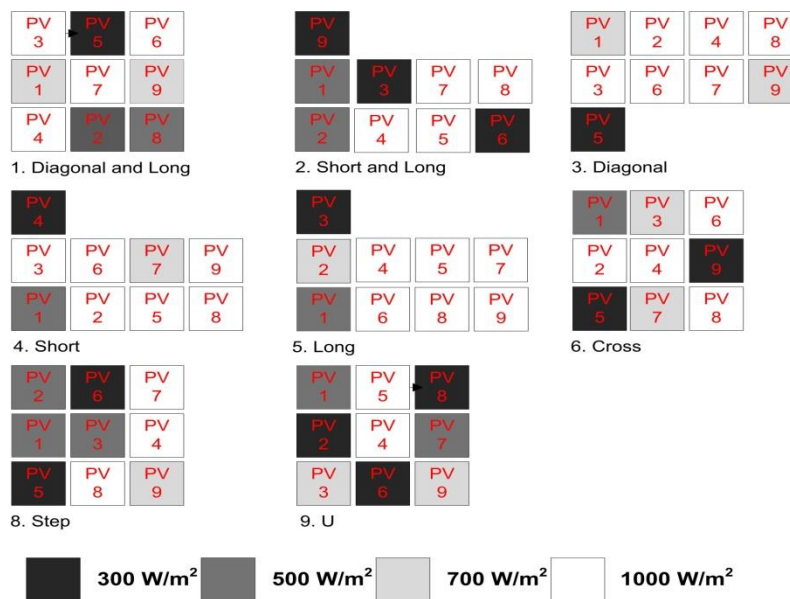 PV 3 PV 5 PV 6
PV 1 PV 7 PV 9
PV 4 PV 2 PV 8
1. Diagonal and Long
PV 9
PV 1 PV 3 PV 7 PV 8
PV 2 PV 4 PV 5 PV 6
2. Short and Long
PV 1 PV 2 PV 4 PV 8
PV 3 PV 6 PV 7 PV 9
PV 5
3. Diagonal
PV 4
PV 3 PV 6 PV 7 PV 9
PV 1 PV 2 PV 5 PV 8
4. Short
PV 3
PV 2 PV 4 PV 5 PV 7
PV 1 PV 6 PV 8 PV 9
5. Long
PV 1 PV 3 PV 6
PV 2 PV 4 PV 9
PV 5 PV 7 PV 8
6. Cross
PV 2 PV 6 PV 7
PV 1 PV 3 PV 4
PV 5 PV 8 PV 9
8. Step
PV 1 PV 5 PV 8
PV 2 PV 4 PV 7
PV 3 PV 6 PV 9
9. U
300 W/m² 500 W/m² 700 W/m² 1000 W/m²